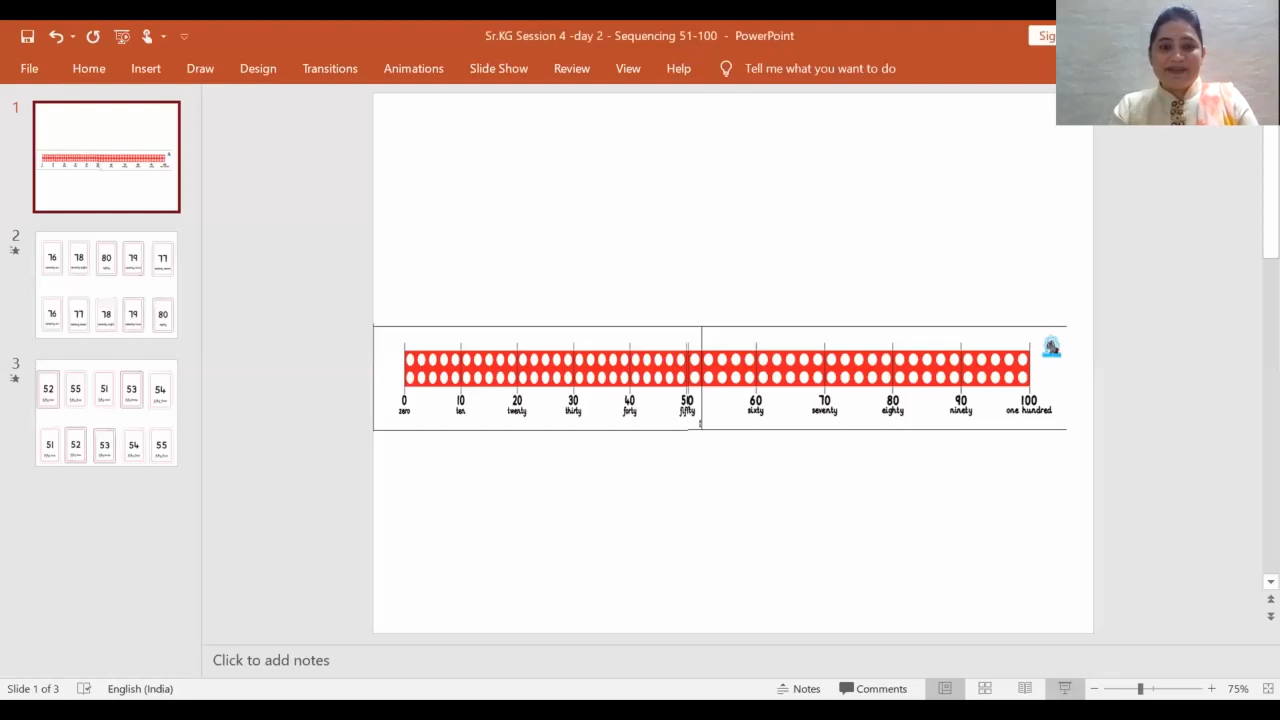 Sr.KG Session 4 -day 2 - Sequencing 51-100 - PowerPoint
Sig
File Home Insert Draw Design Transitions Animations Slide Show Review View Help Tell me what you want to do
1
2
76 78 80 79 77
76 77 78 79 80
3
52 55 51 53 54
51 52 53 54 55
0 10 20 30 40 50 60 70 80 90 100
zero ten twenty thirty forty fifty sixty seventy eighty ninety one hundred
Click to add notes
Slide 1 of 3 English (India) Notes Comments 75%